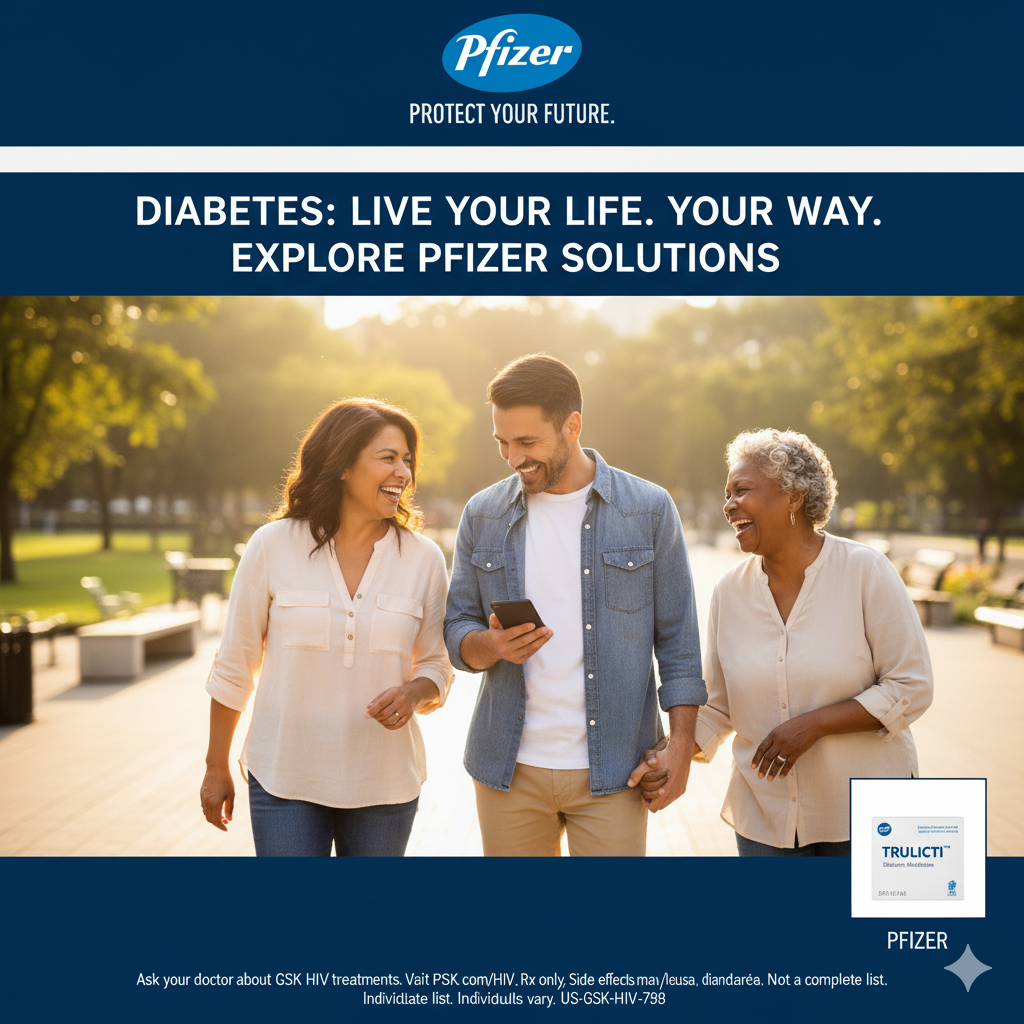 Pfizer
PROTECT YOUR FUTURE.
DIABETES: LIVE YOUR LIFE. YOUR WAY.
EXPLORE PFIZER SOLUTIONS
TRULICTI
PFIZER
Ask your doctor about GSK HIV treatments. Vait PSK com/HIV. Rx only, Side effects may/leusa, diandaréa. Not a complete list.
Individiate list. Individulls vary. US-GSK-HIV-798